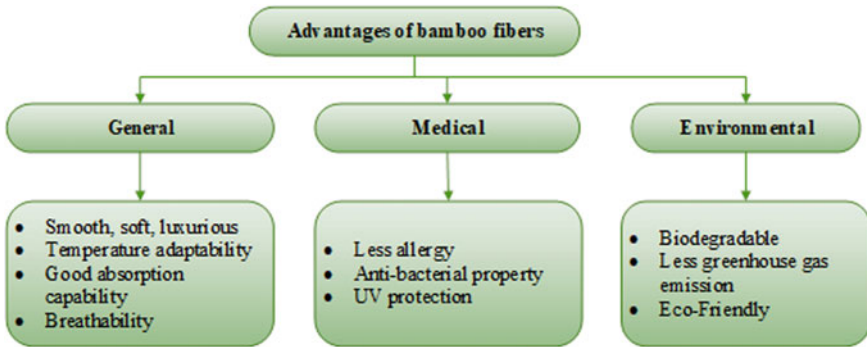 Advantages of bamboo fibers
General
Medical
Environmental
• Smooth, soft, luxurious
• Temperature adaptability
• Good absorption
capability
• Breathability
• Less allergy
• Anti-bacterial property
• UV protection
• Biodegradable
• Less greenhouse gas
emission
• Eco-Friendly